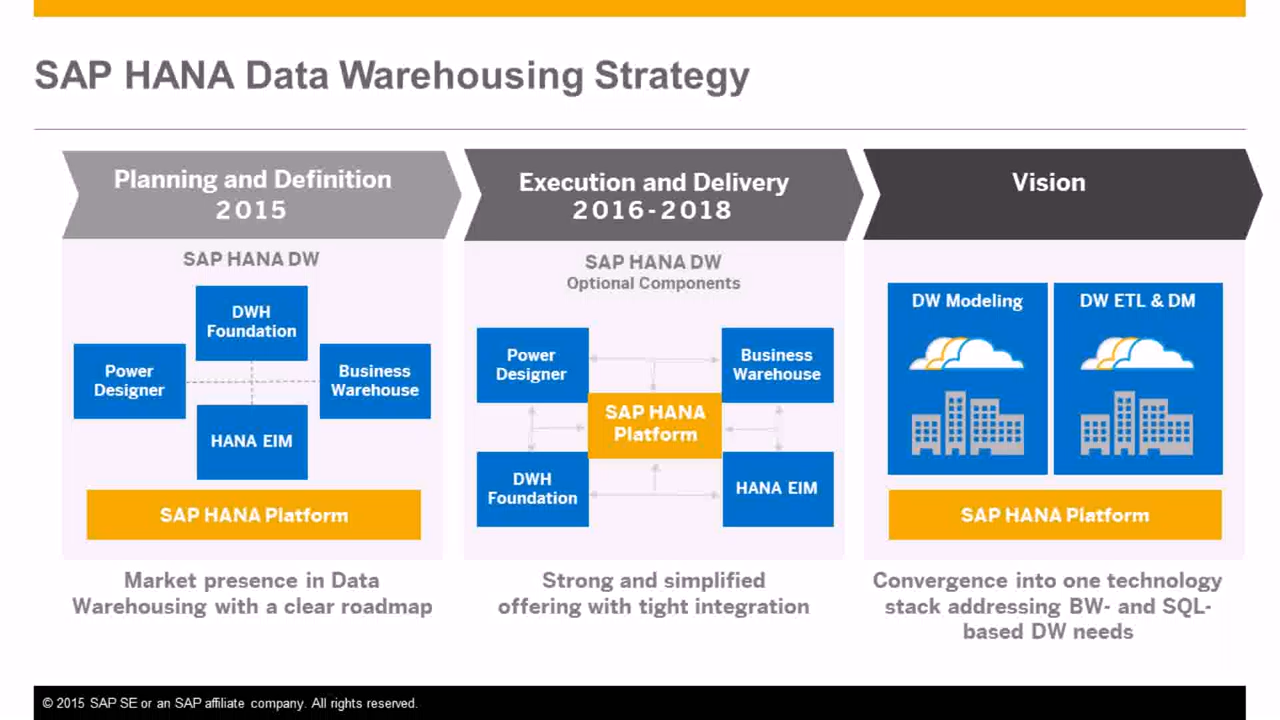 SAP HANA Data Warehousing Strategy
Planning and Definition
2015
SAP HANA DW
DWH
Foundation
Power
Designer
Business
Warehouse
HANA EIM
SAP HANA Platform
Market presence in Data
Warehousing with a clear roadmap
Execution and Delivery
2016-2018
SAP HANA DW
Optional Components
Power
Designer
Business
Warehouse
SAP HANA
Platform
DWH
Foundation
HANA EIM
Strong and simplified
offering with tight integration
Vision
DW Modeling
DW ETL & DM
SAP HANA Platform
Convergence into one technology
stack addressing BW- and SQL-
based DW needs
© 2015 SAP SE or an SAP affiliate company. All rights reserved.